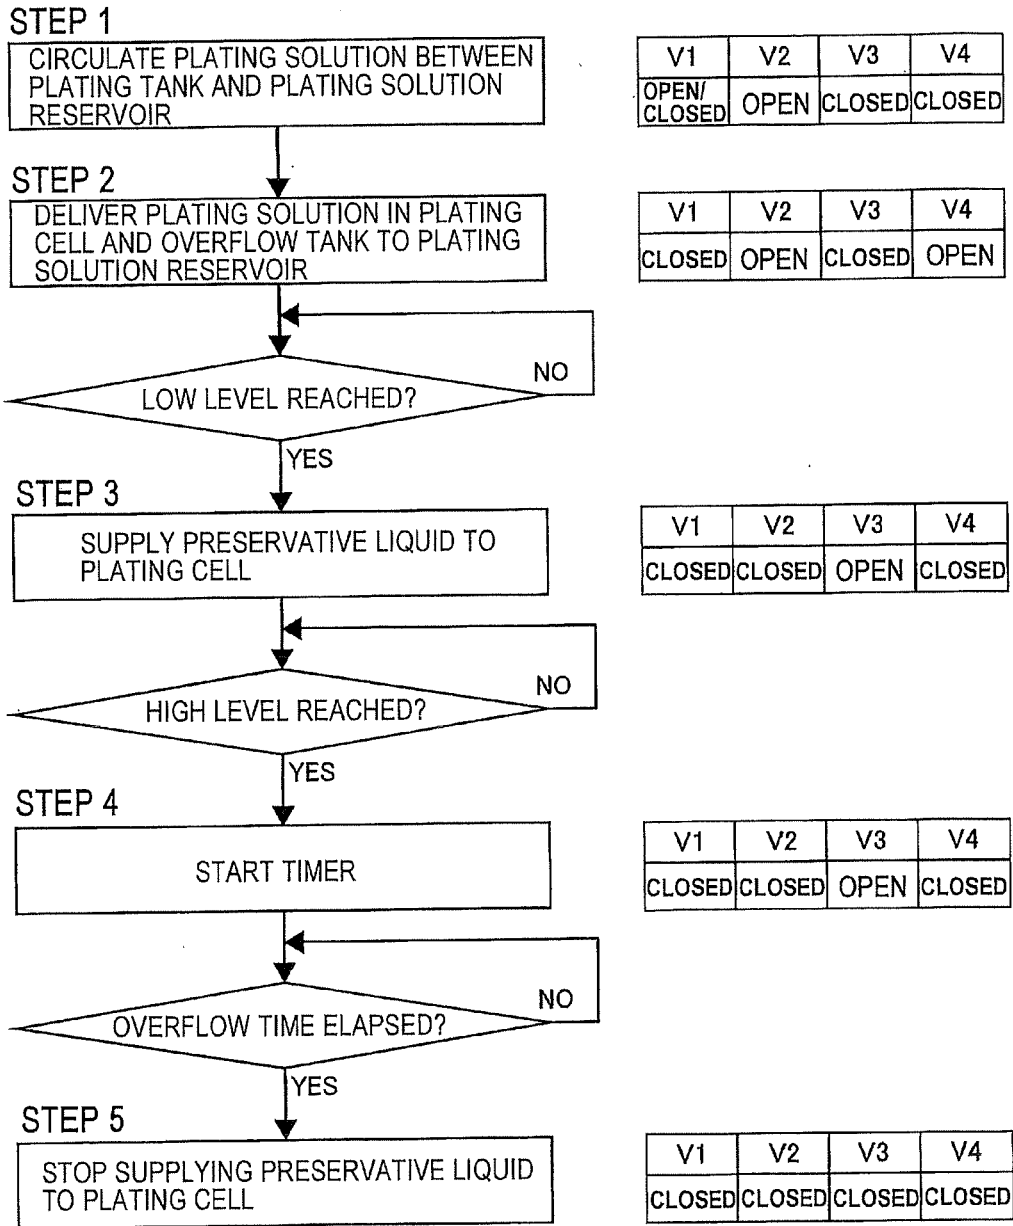 STEP 1
CIRCULATE PLATING SOLUTION BETWEEN
PLATING TANK AND PLATING SOLUTION
RESERVOIR
V1 V2 V3 V4
OPEN/
CLOSED OPEN CLOSED CLOSED
STEP 2
DELIVER PLATING SOLUTION IN PLATING
CELL AND OVERFLOW TANK TO PLATING
SOLUTION RESERVOIR
V1 V2 V3 V4
CLOSED OPEN CLOSED OPEN
LOW LEVEL REACHED?
NO
YES
STEP 3
SUPPLY PRESERVATIVE LIQUID TO
PLATING CELL
V1 V2 V3 V4
CLOSED CLOSED OPEN CLOSED
HIGH LEVEL REACHED?
NO
YES
STEP 4
START TIMER
V1 V2 V3 V4
CLOSED CLOSED OPEN CLOSED
OVERFLOW TIME ELAPSED?
NO
YES
STEP 5
STOP SUPPLYING PRESERVATIVE LIQUID
TO PLATING CELL
V1 V2 V3 V4
CLOSED CLOSED CLOSED CLOSED